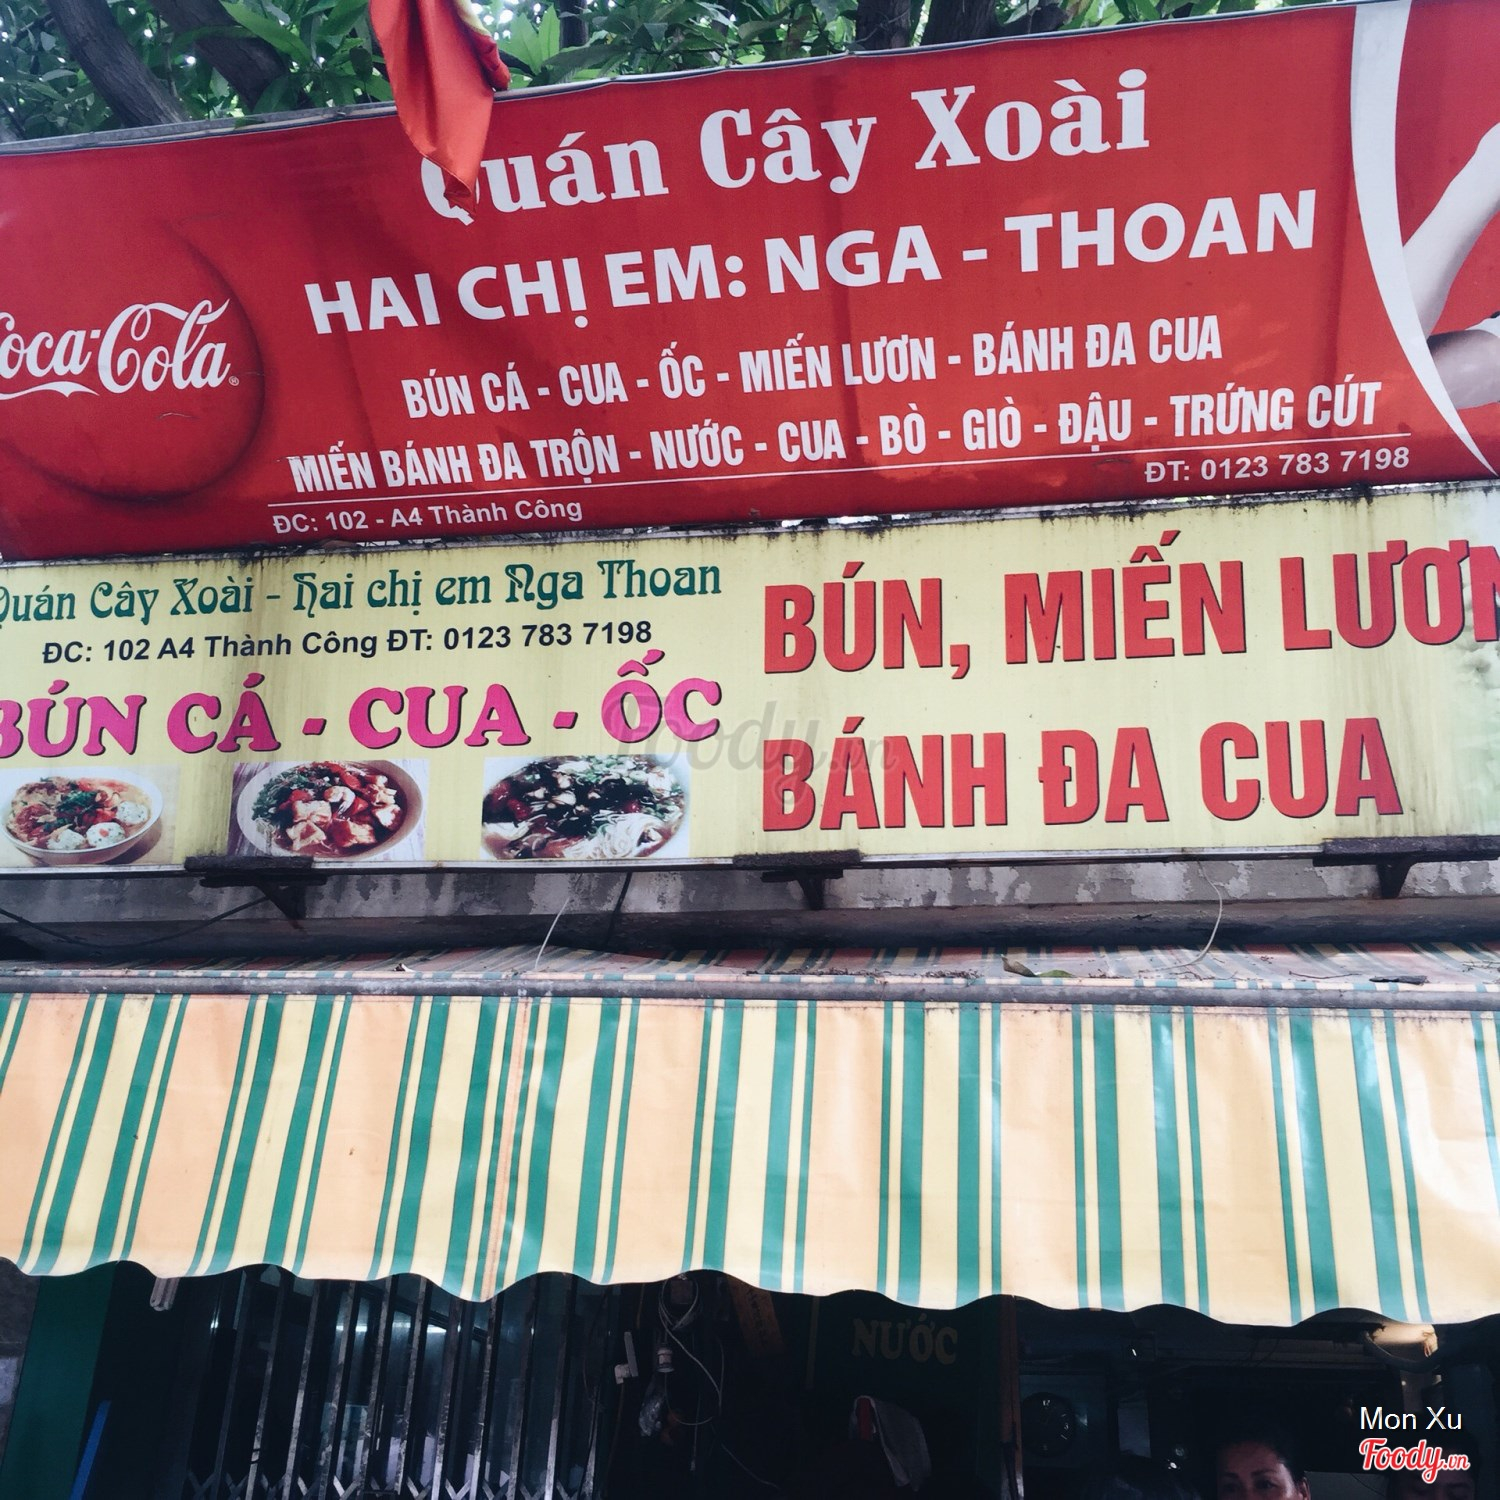 Quán Cây Xoài
HAI CHỊ EM: NGA - THOAN
Coca-Cola®
BÚN CÁ - CUA - ỐC - MIẾN LƯƠN - BÁNH ĐA CUA
MIẾN BÁNH ĐA TRỘN - NƯỚC - CUA - BÒ - GIÒ - ĐẬU - TRỨNG CÚT
ĐC: 102 - A4 Thành Công
ĐT: 0123 783 7198
Quán Cây Xoài - Hai chị em Nga Thoan
ĐC: 102 A4 Thành Công ĐT: 0123 783 7198
BÚN CÁ - CUA - ỐC
BÚN, MIẾN LƯƠN
BÁNH ĐA CUA
Foody.vn
NƯỚC
Mon Xu
Foody.vn